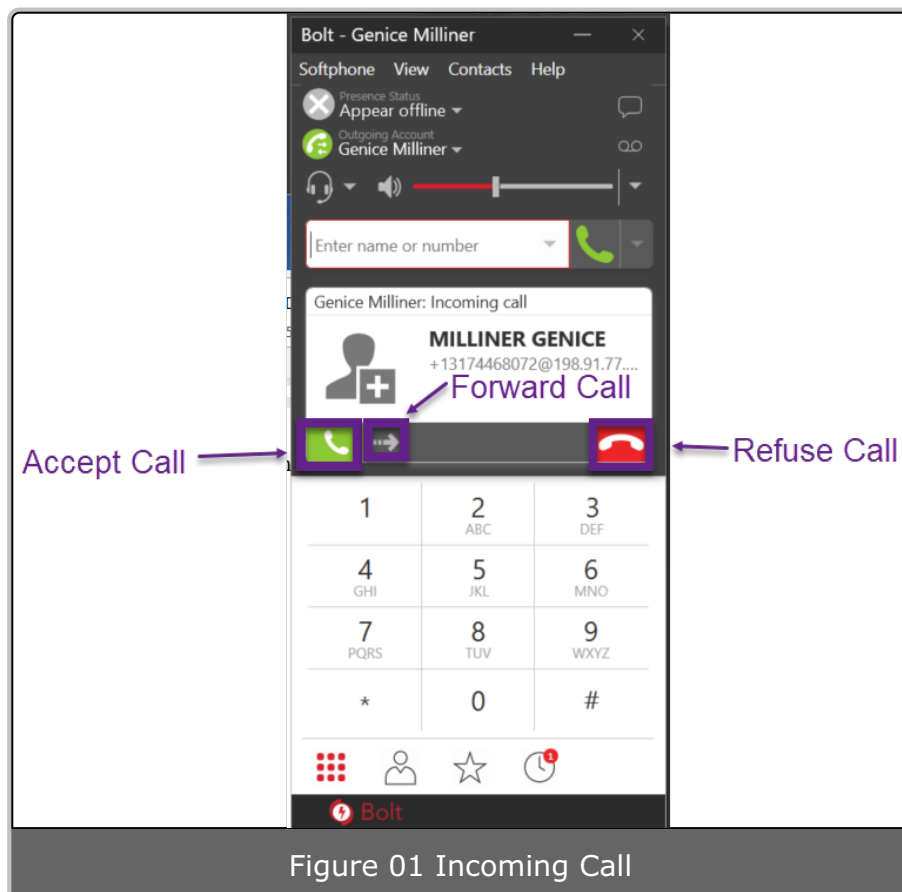 Bolt - Genice Milliner
Softphone View Contacts Help
Presence Status
Appear offline
Outgoing Account
Genice Milliner
Enter name or number
Genice Milliner: Incoming call
MILLINER GENICE
+13174468072@198.91.77....
Forward Call
Accept Call
Refuse Call
1 2 3
ABC DEF
4 5 6
GHI JKL MNO
7 8 9
PQRS TUV WXYZ
* 0 #
1
Bolt
Figure 01 Incoming Call